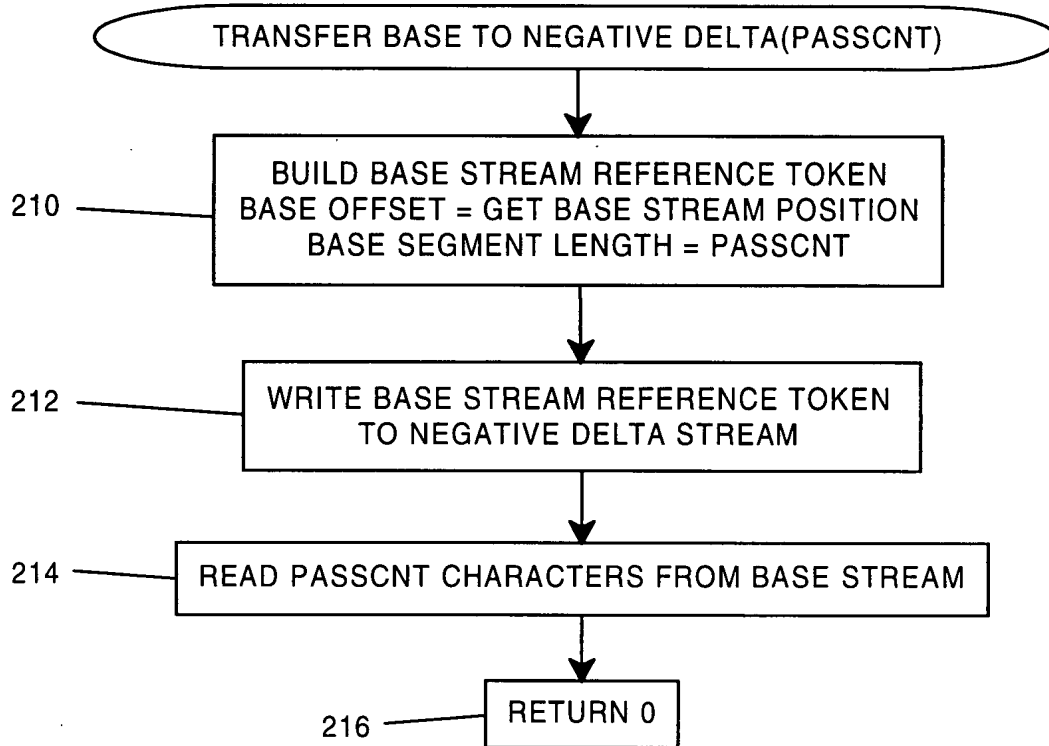 TRANSFER BASE TO NEGATIVE DELTA(PASSCNT)
210
BUILD BASE STREAM REFERENCE TOKEN
BASE OFFSET = GET BASE STREAM POSITION
BASE SEGMENT LENGTH = PASSCNT
212
WRITE BASE STREAM REFERENCE TOKEN
TO NEGATIVE DELTA STREAM
214
READ PASSCNT CHARACTERS FROM BASE STREAM
216
RETURN 0